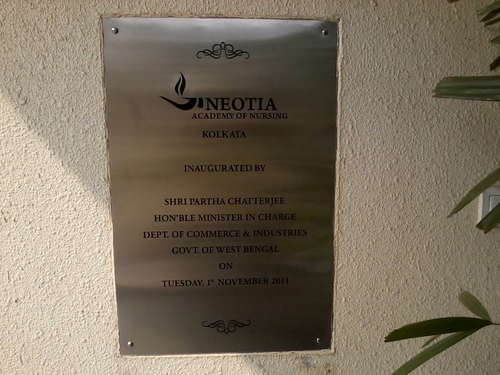 NEOTIA
ACADEMY OF NURSING
KOLKATA
INAUGURATED BY
SHRI PARTHA CHATTERJEE
HON'BLE MINISTER IN CHARGE
DEPT. OF COMMERCE & INDUSTRIES
GOVT. OF WEST BENGAL
ON
TUESDAY, 1st NOVEMBER 2011